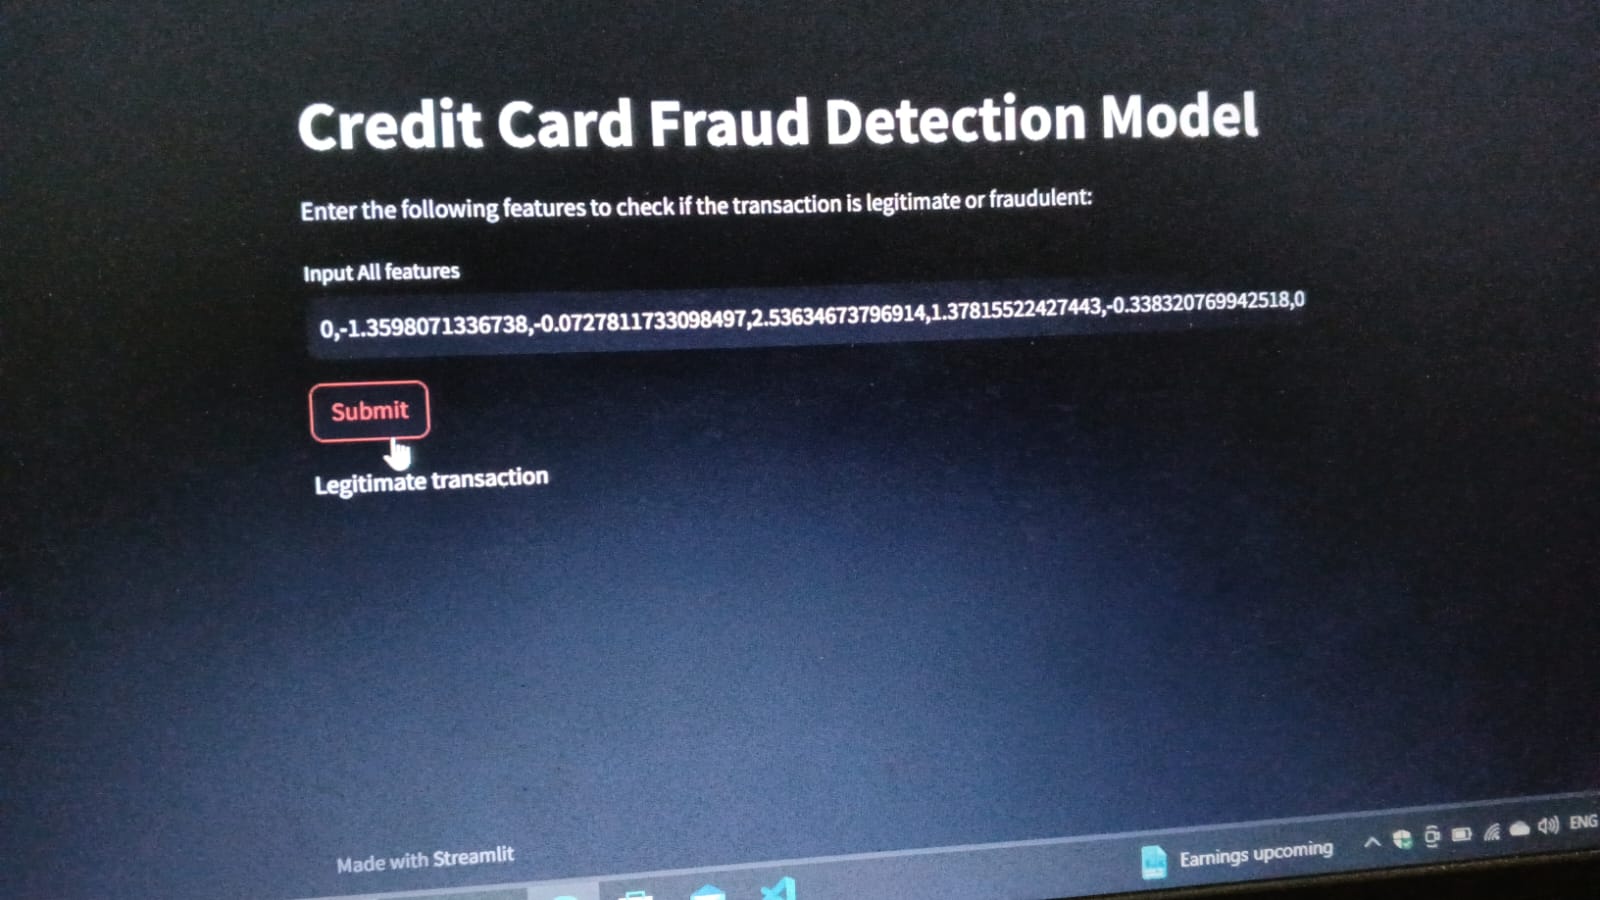 Credit Card Fraud Detection Model
Enter the following features to check if the transaction is legitimate or fraudulent:
Input All features
0,-1.3598071336738,-0.0727811733098497,2.53634673796914,1.37815522427443,-0.338320769942518,0
Submit
Legitimate transaction
Made with Streamlit
Earnings upcoming
ENG